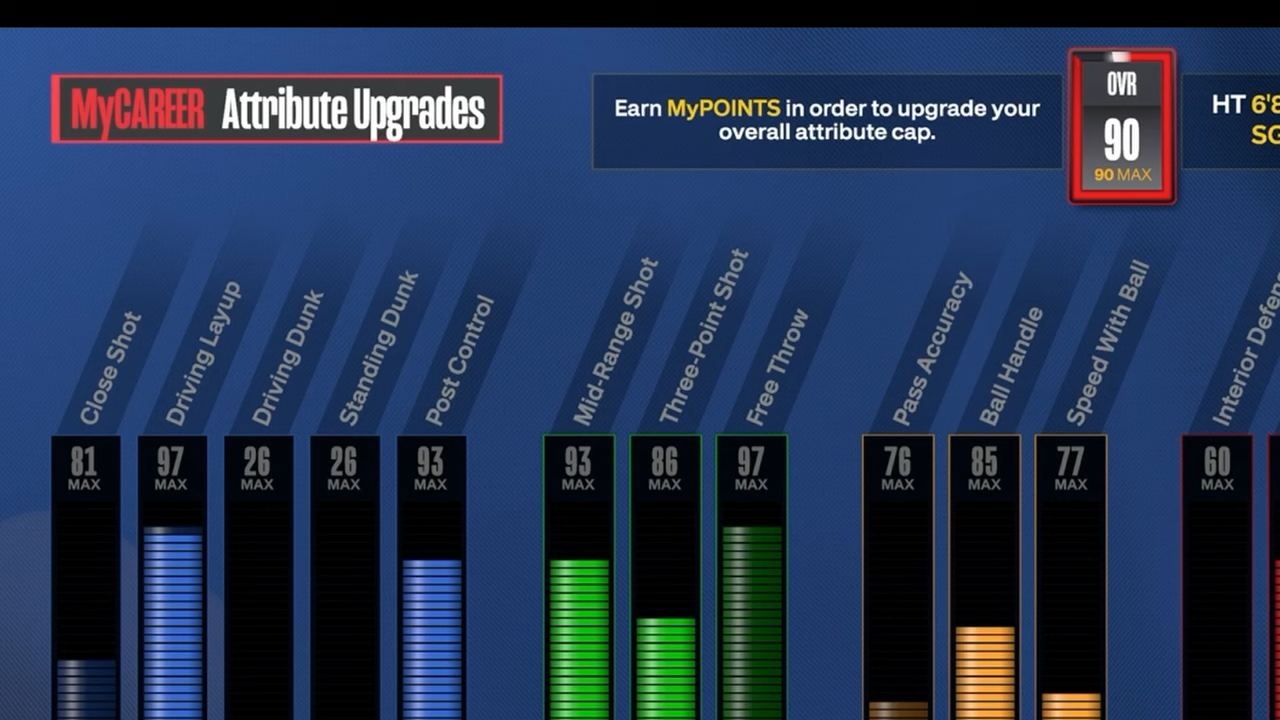 MyCAREER Attribute Upgrades
Earn MyPOINTS in order to upgrade your
overall attribute cap.
OVR
90
90 MAX
HT 6'8
SG
Close Shot
Driving Layup
Driving Dunk
Standing Dunk
Post Control
Mid-Range Shot
Three-Point Shot
Free Throw
Pass Accuracy
Ball Handle
Speed With Ball
Interior Defens
81 MAX
97 MAX
26 MAX
26 MAX
93 MAX
93 MAX
86 MAX
97 MAX
76 MAX
85 MAX
77 MAX
60 MAX